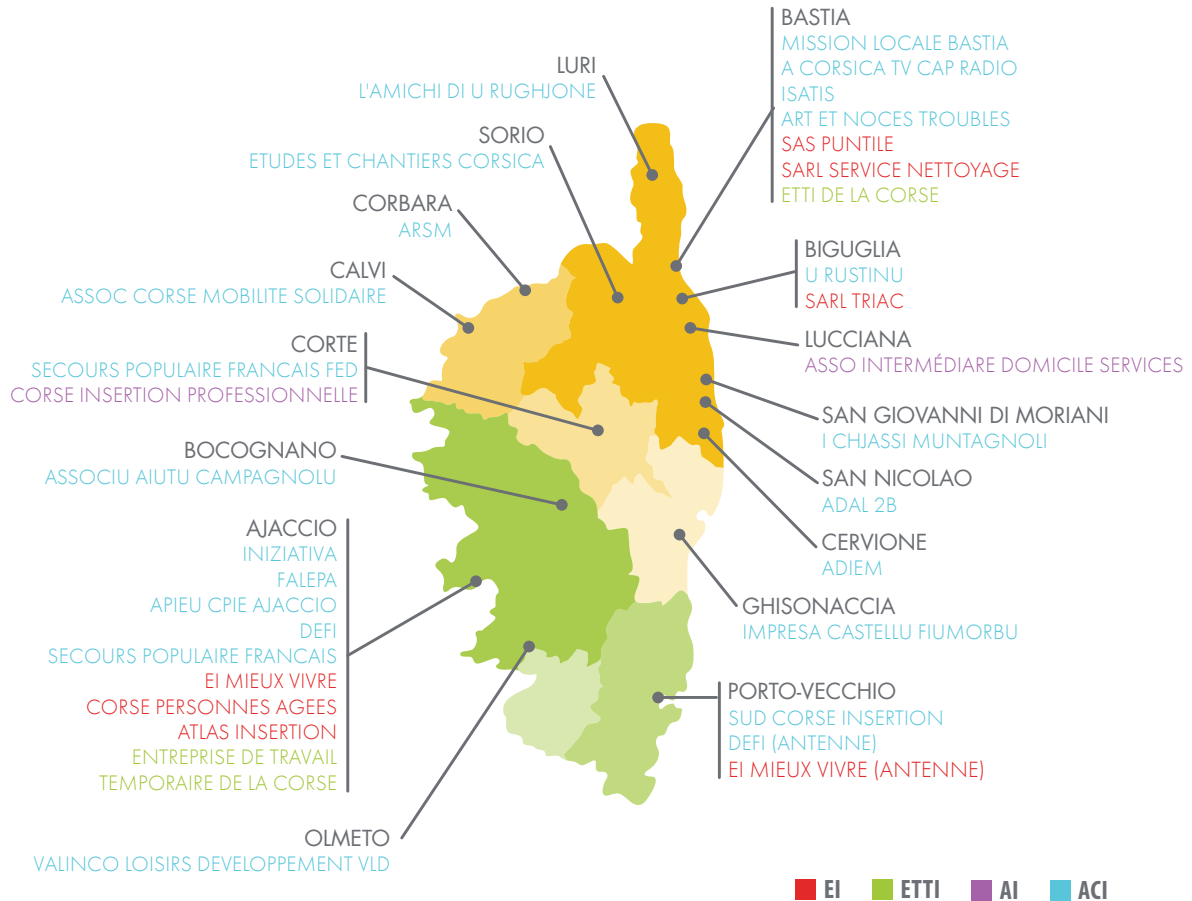 BASTIA
MISSION LOCALE BASTIA
A CORSICA TV CAP RADIO
ISATIS
ART ET NOCES TROUBLES
SAS PUNTILE
SARL SERVICE NETTOYAGE
ETTI DE LA CORSE
LURI
L'AMICHI DI U RUGHJONE
SORIO
ETUDES ET CHANTIERS CORSICA
CORBARA
ARSM
CALVI
ASSOC CORSE MOBILITE SOLIDAIRE
CORTE
SECOURS POPULAIRE FRANCAIS FED
CORSE INSERTION PROFESSIONNELLE
BOCOGNANO
ASSOCIU AIUTU CAMPAGNOLU
AJACCIO
INIZIATIVA
FALEPA
APIEU CPIE AJACCIO
DEFI
SECOURS POPULAIRE FRANCAIS
EI MIEUX VIVRE
CORSE PERSONNES AGEES
ATLAS INSERTION
ENTREPRISE DE TRAVAIL
TEMPORAIRE DE LA CORSE
OLMETO
VALINCO LOISIRS DEVELOPPEMENT VLD
BIGUGLIA
U RUSTINU
SARL TRIAC
LUCCIANA
ASSO INTERMÉDIARE DOMICILE SERVICES
SAN GIOVANNI DI MORIANI
I CHJASSI MUNTAGNOLI
SAN NICOLAO
ADAL 2B
CERVIONE
ADIEM
GHISONACCIA
IMPRESA CASTELLU FIUMORBU
PORTO-VECCHIO
SUD CORSE INSERTION
DEFI (ANTENNE)
EI MIEUX VIVRE (ANTENNE)
EI ETTI AI ACI